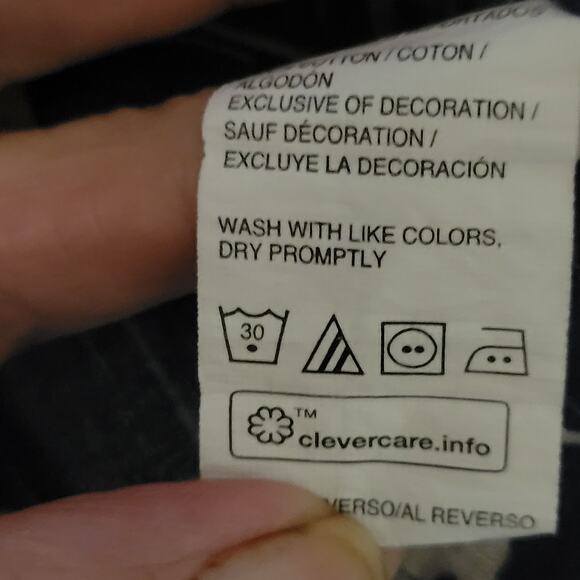 COTON /
ALGODÓN
EXCLUSIVE OF DECORATION /
SAUF DÉCORATION /
EXCLUYE LA DECORACIÓN
WASH WITH LIKE COLORS,
DRY PROMPTLY
30
TM
clevercare.info
VERSO/AL REVERSO